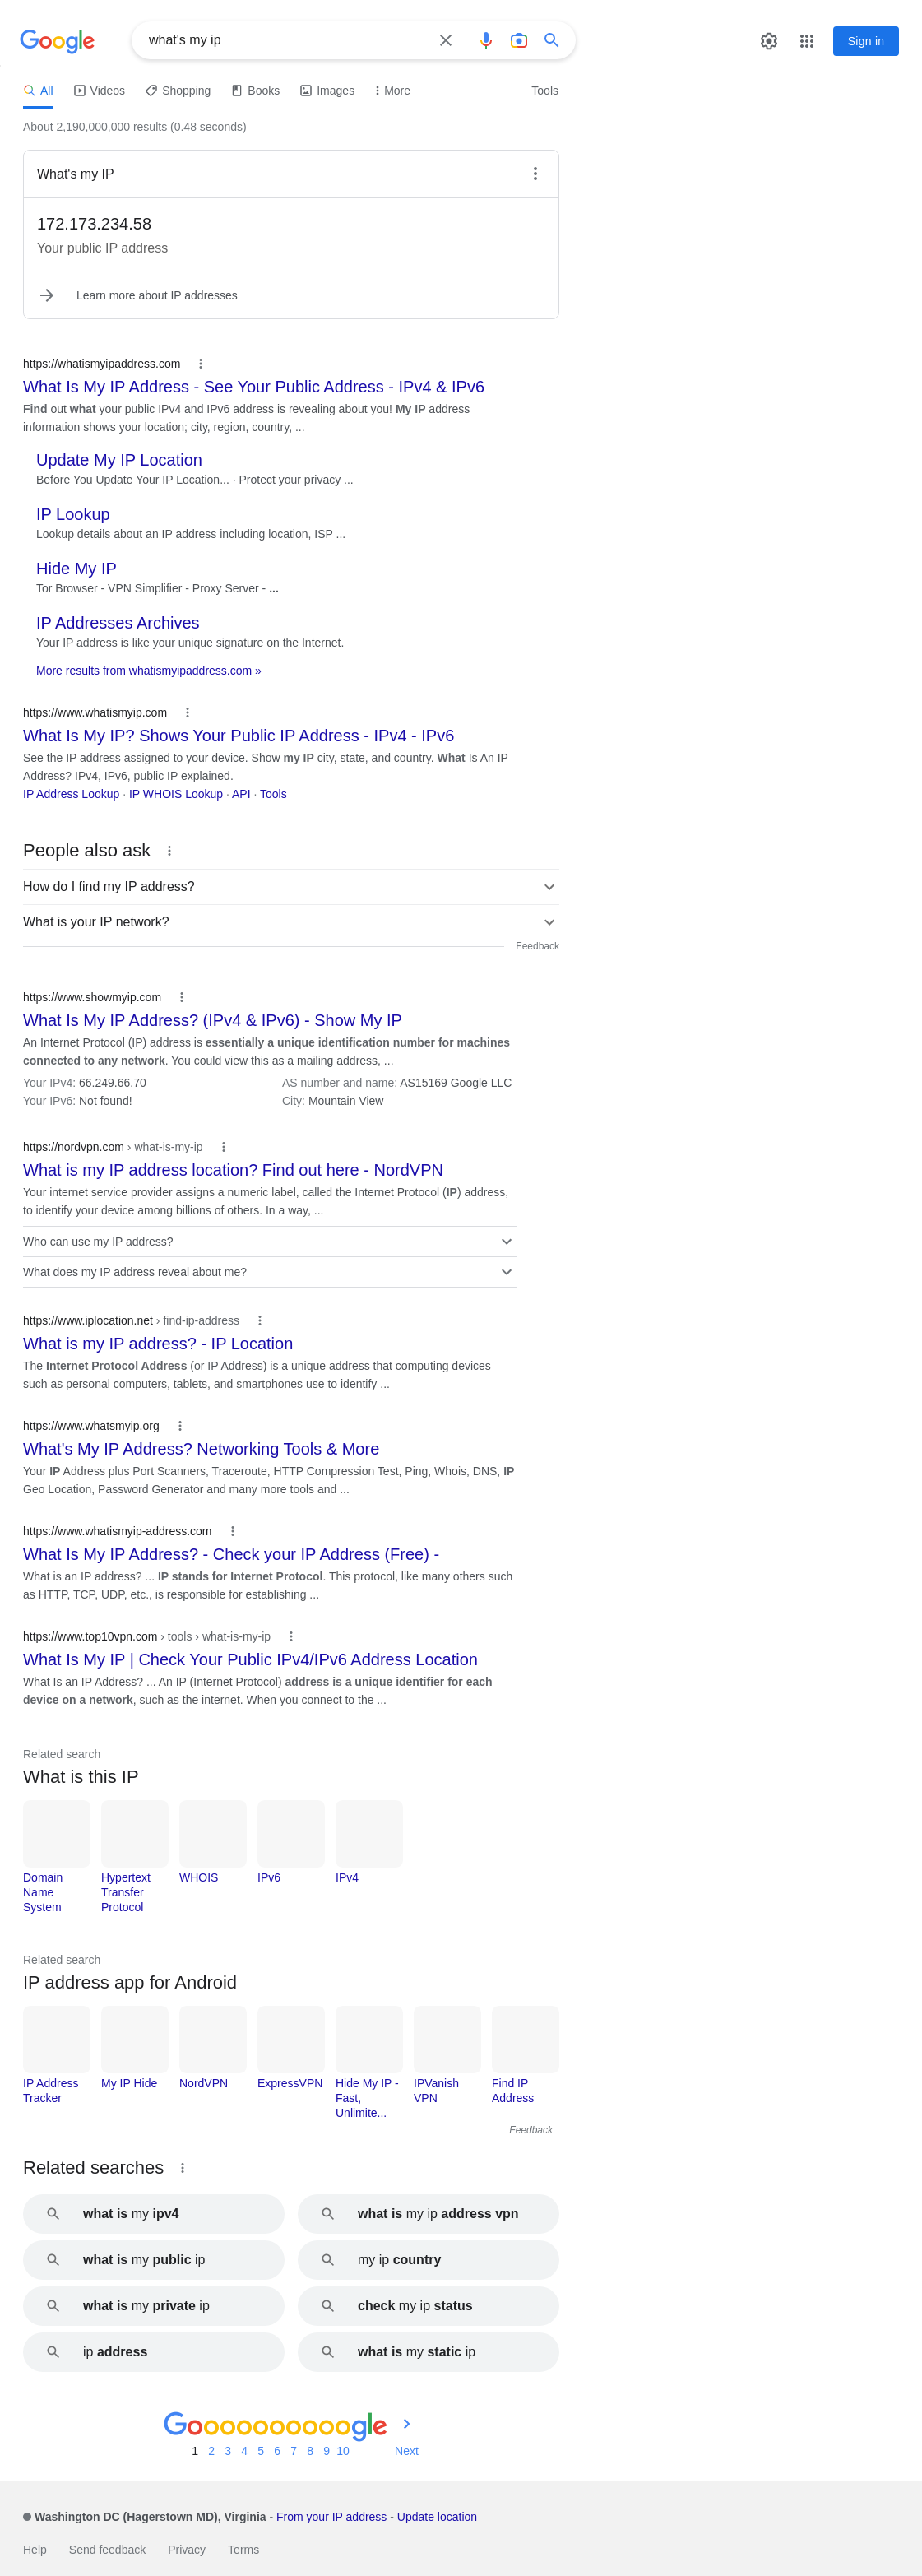 Google
what's my ip
Sign in
All
Videos
Shopping
Books
Images
More
Tools
About 2,190,000,000 results (0.48 seconds)
What's my IP
172.173.234.58
Your public IP address
Learn more about IP addresses
https://whatismyipaddress.com
What Is My IP Address - See Your Public Address - IPv4 & IPv6
Find out what your public IPv4 and IPv6 address is revealing about you! My IP address
information shows your location; city, region, country, ...
Update My IP Location
Before You Update Your IP Location... · Protect your privacy ...
IP Lookup
Lookup details about an IP address including location, ISP ...
Hide My IP
Tor Browser - VPN Simplifier - Proxy Server - ...
IP Addresses Archives
Your IP address is like your unique signature on the Internet.
More results from whatismyipaddress.com »
https://www.whatismyip.com
What Is My IP? Shows Your Public IP Address - IPv4 - IPv6
See the IP address assigned to your device. Show my IP city, state, and country. What Is An IP
Address? IPv4, IPv6, public IP explained.
IP Address Lookup · IP WHOIS Lookup · API · Tools
People also ask
How do I find my IP address?
What is your IP network?
Feedback
https://www.showmyip.com
What Is My IP Address? (IPv4 & IPv6) - Show My IP
An Internet Protocol (IP) address is essentially a unique identification number for machines
connected to any network. You could view this as a mailing address, ...
Your IPv4: 66.249.66.70
AS number and name: AS15169 Google LLC
Your IPv6: Not found!
City: Mountain View
https://nordvpn.com › what-is-my-ip
What is my IP address location? Find out here - NordVPN
Your internet service provider assigns a numeric label, called the Internet Protocol (IP) address,
to identify your device among billions of others. In a way, ...
Who can use my IP address?
What does my IP address reveal about me?
https://www.iplocation.net › find-ip-address
What is my IP address? - IP Location
The Internet Protocol Address (or IP Address) is a unique address that computing devices
such as personal computers, tablets, and smartphones use to identify ...
https://www.whatsmyip.org
What's My IP Address? Networking Tools & More
Your IP Address plus Port Scanners, Traceroute, HTTP Compression Test, Ping, Whois, DNS, IP
Geo Location, Password Generator and many more tools and ...
https://www.whatismyip-address.com
What Is My IP Address? - Check your IP Address (Free) -
What is an IP address? ... IP stands for Internet Protocol. This protocol, like many others such
as HTTP, TCP, UDP, etc., is responsible for establishing ...
https://www.top10vpn.com › tools › what-is-my-ip
What Is My IP | Check Your Public IPv4/IPv6 Address Location
What Is an IP Address? ... An IP (Internet Protocol) address is a unique identifier for each
device on a network, such as the internet. When you connect to the ...
Related search
What is this IP
Domain
Name
System
Hypertext
Transfer
Protocol
WHOIS
IPv6
IPv4
Related search
IP address app for Android
IP Address
Tracker
My IP Hide
NordVPN
ExpressVPN
Hide My IP -
Fast,
Unlimite...
IPVanish
VPN
Find IP
Address
Feedback
Related searches
what is my ipv4
what is my ip address vpn
what is my public ip
my ip country
what is my private ip
check my ip status
ip address
what is my static ip
Goooooooooogle
1 2 3 4 5 6 7 8 9 10 Next
Washington DC (Hagerstown MD), Virginia - From your IP address - Update location
Help
Send feedback
Privacy
Terms